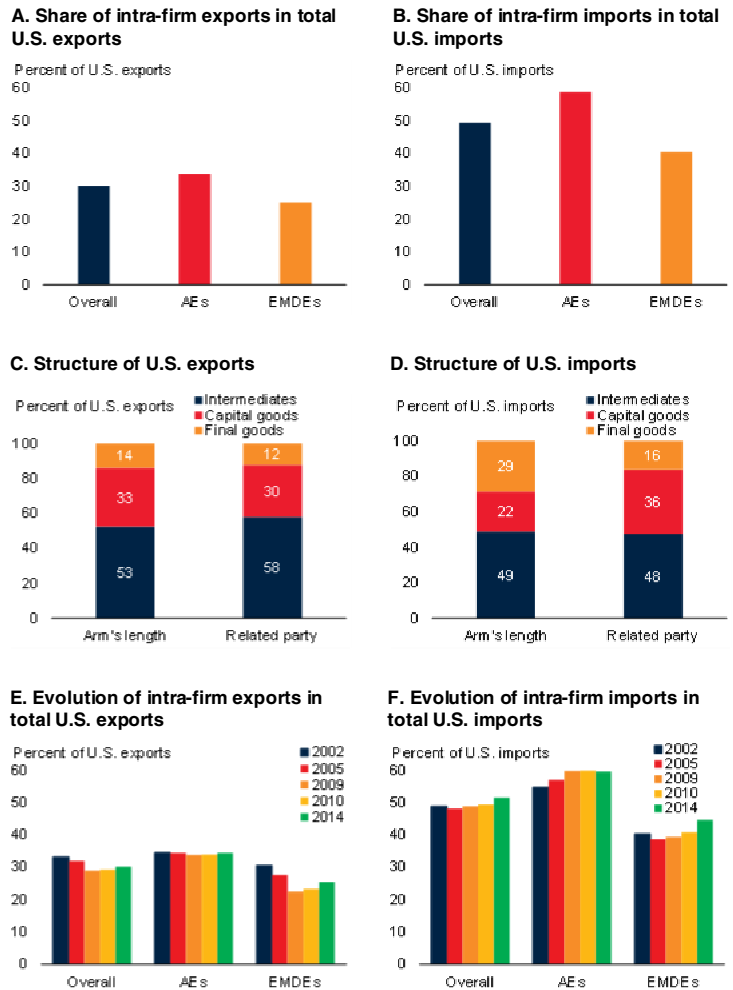 A. Share of intra-firm exports in total
U.S. exports
Percent of U.S. exports
60
50
40
30
20
10
0
Overall
AEs
EMDEs
B. Share of intra-firm imports in total
U.S. imports
Percent of U.S. imports
60
50
40
30
20
10
0
Overall
AEs
EMDEs
C. Structure of U.S. exports
Percent of U.S. exports
Intermediates
Capital goods
Final goods
100
80
60
40
20
0
14
33
53
12
30
58
Arm's length
Related party
D. Structure of U.S. imports
Percent of U.S. imports
Intermediates
Capital goods
Final goods
100
80
60
40
20
0
29
22
49
16
36
48
Arm's length
Related party
E. Evolution of intra-firm exports in
total U.S. exports
Percent of U.S. exports
2002
2005
2009
2010
2014
60
50
40
30
20
10
0
Overall
AEs
EMDEs
F. Evolution of intra-firm imports in
total U.S. imports
Percent of U.S. imports
2002
2005
2009
2010
2014
60
50
40
30
20
10
0
Overall
AEs
EMDEs